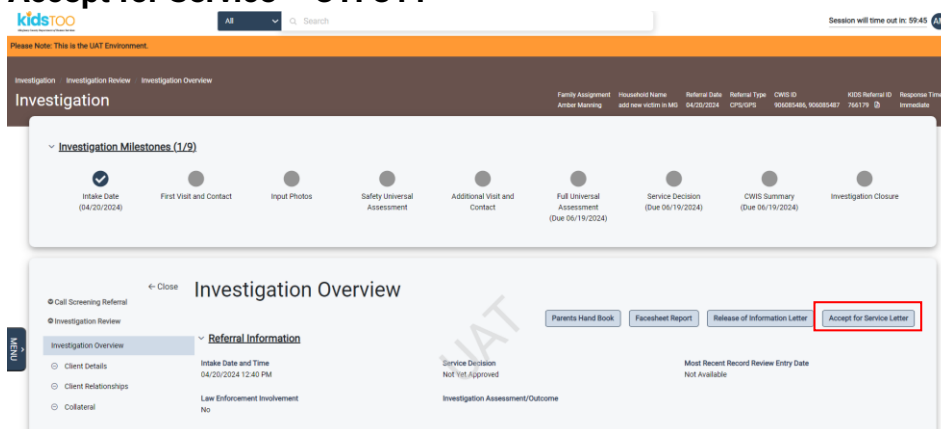 kidsTOO
All
Search
Session will time out in: 59:45
Please Note: This is the UAT Environment.
Investigation Investigation Review Investigation Overview
Investigation
Family Assignment Household Name Referral Date Referral Type CWIS ID KIDS Referral ID Response Time
Amber Manning add new victim in MG 04/20/2024 CPS/GPS 906085486, 906085487 766179 Immediate
Investigation Milestones (1/9)
Intake Date First Visit and Contact Input Photos Safety Universal Additional Visit and Full Universal Service Decision CWIS Summary Investigation Closure
(04/20/2024) Assessment Contact Assessment (Due 06/19/2024) (Due 06/19/2024)
(Due 06/19/2024)
← Close
Investigation Overview
Call Screening Referral
Investigation Review
Investigation Overview
Client Details
Client Relationships
Collateral
MENU
Parents Hand Book Facesheet Report Release of Information Letter Accept for Service Letter
Referral Information
Intake Date and Time Service Decision Most Recent Record Review Entry Date
04/20/2024 12:40 PM Not Yet Approved Not Available
Law Enforcement Involvement Investigation Assessment/Outcome
No
UAT